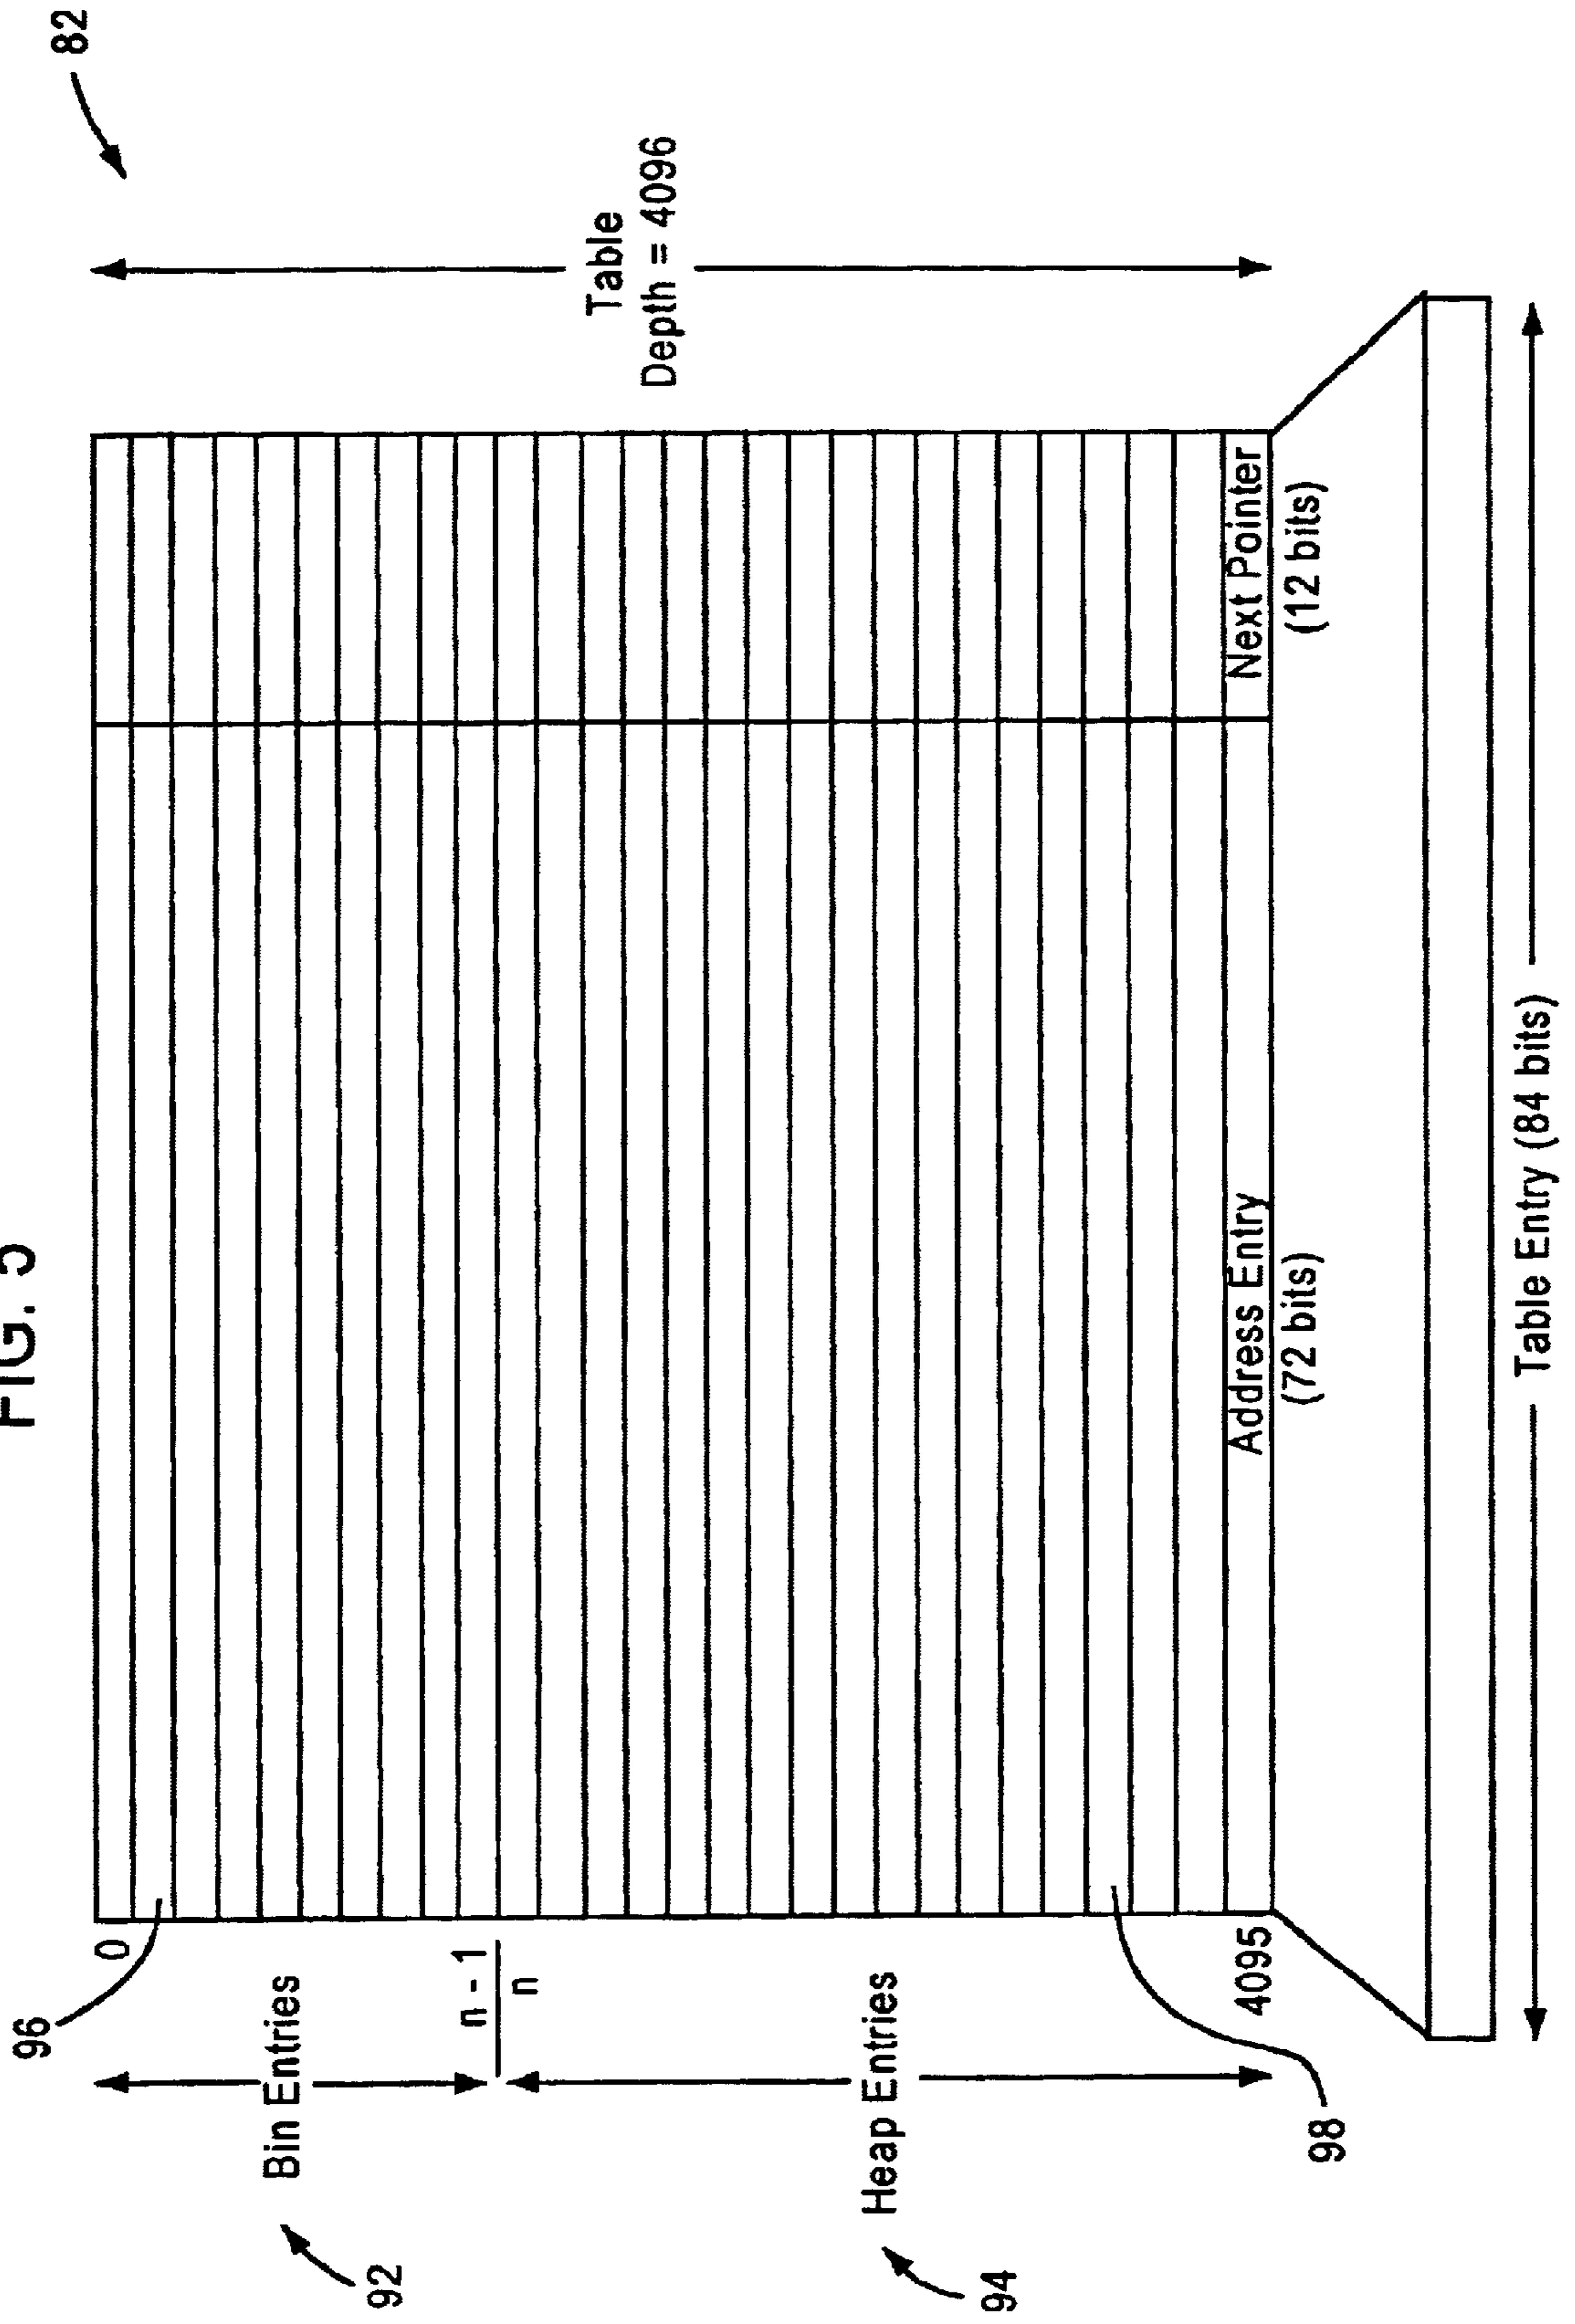 FIG. 5
82
96
0
Bin Entries
92
n - 1
n
Table
Depth = 4096
Heap Entries
94
98
4095
Address Entry
(72 bits)
Next Pointer
(12 bits)
Table Entry (84 bits)